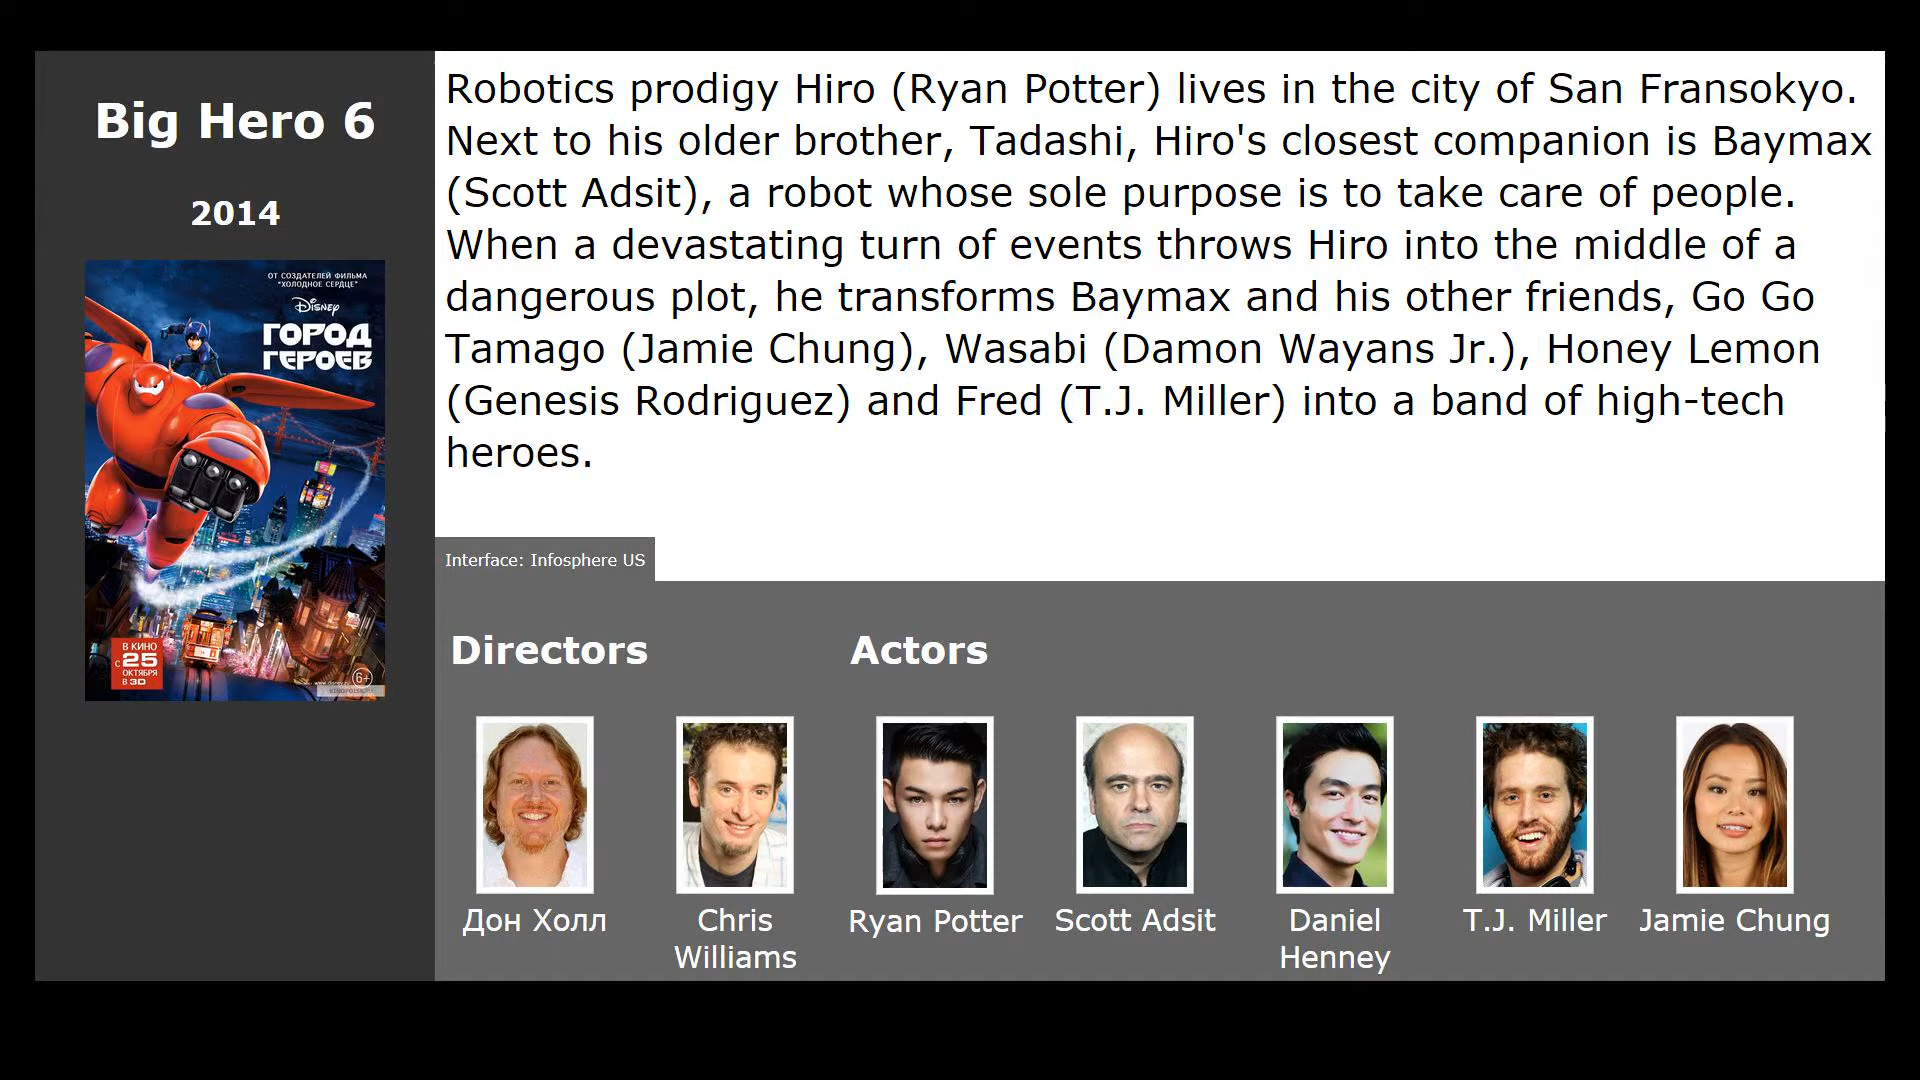 Big Hero 6
2014
ОТ СОЗДАТЕЛЕЙ ФИЛЬМА
"ХОЛОДНОЕ СЕРДЦЕ"
Disney
ГОРОД
ГЕРОЕВ
В КИНО
С 25
ОКТЯБРЯ
В 3D
6+
KINOPOISK.RU
Robotics prodigy Hiro (Ryan Potter) lives in the city of San Fransokyo.
Next to his older brother, Tadashi, Hiro's closest companion is Baymax
(Scott Adsit), a robot whose sole purpose is to take care of people.
When a devastating turn of events throws Hiro into the middle of a
dangerous plot, he transforms Baymax and his other friends, Go Go
Tamago (Jamie Chung), Wasabi (Damon Wayans Jr.), Honey Lemon
(Genesis Rodriguez) and Fred (T.J. Miller) into a band of high-tech
heroes.
Interface: Infosphere US
Directors
Actors
Дон Холл
Chris
Williams
Ryan Potter
Scott Adsit
Daniel
Henney
T.J. Miller
Jamie Chung